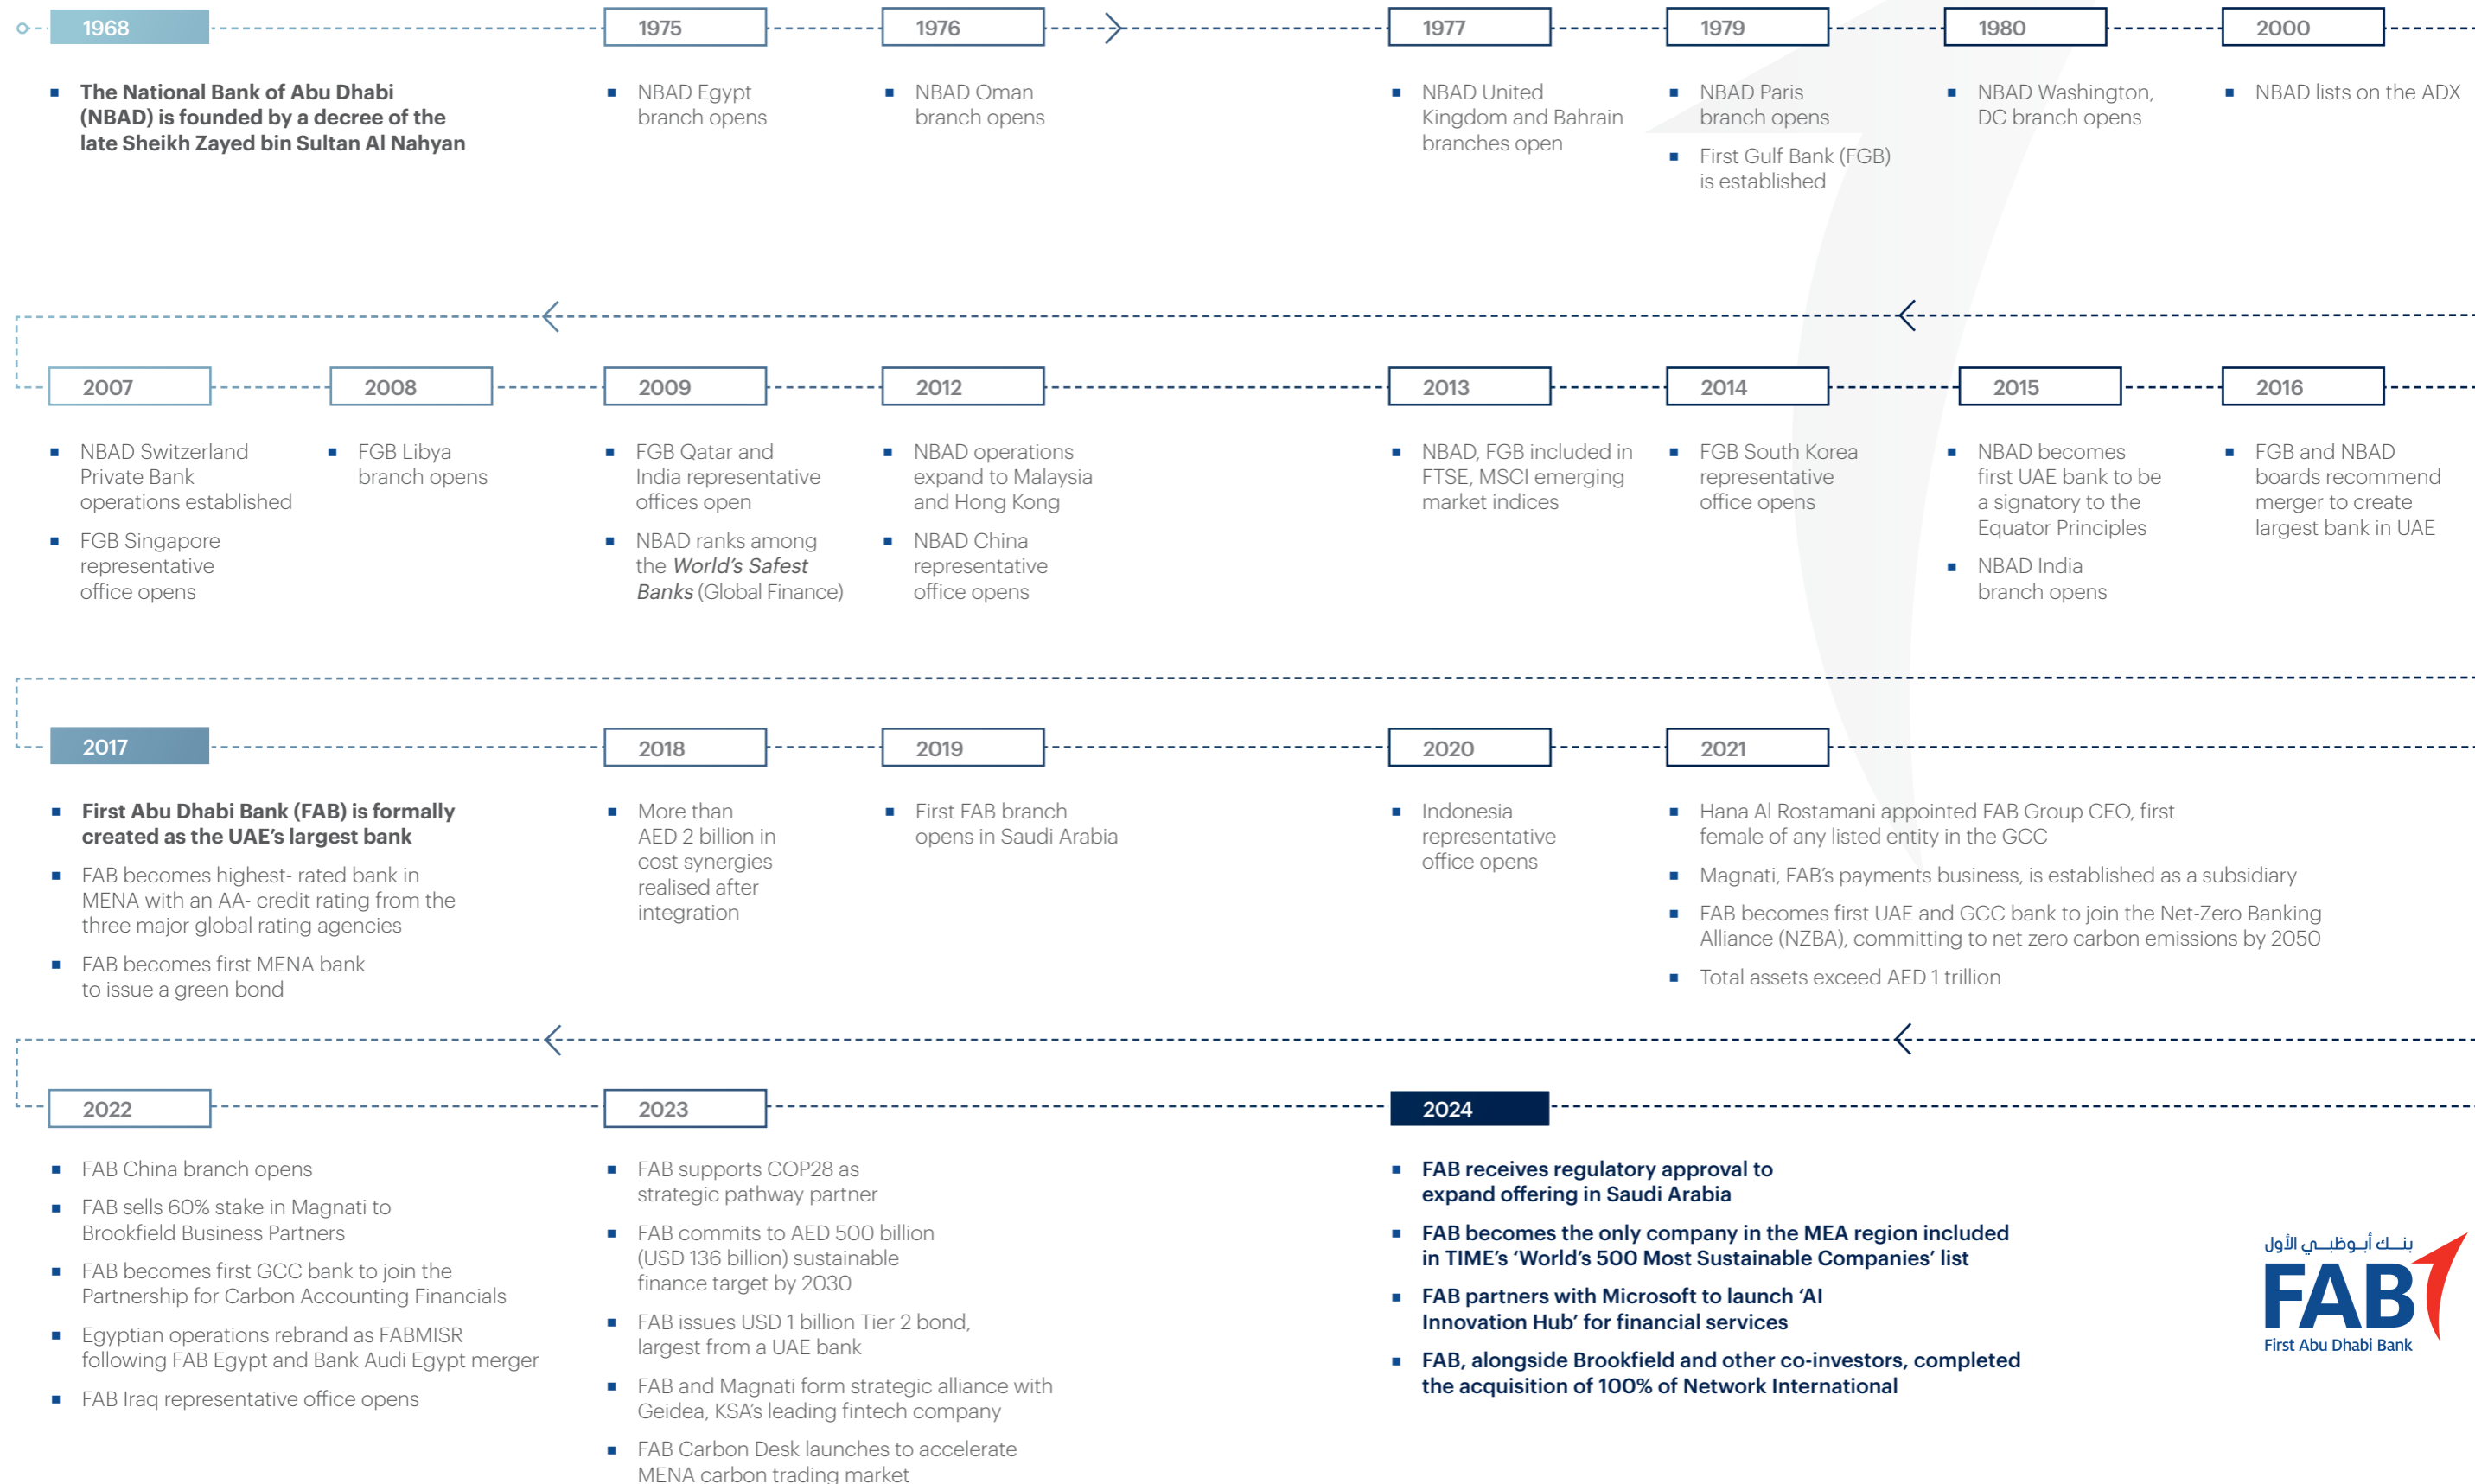 1968
The National Bank of Abu Dhabi
(NBAD) is founded by a decree of the
late Sheikh Zayed bin Sultan Al Nahyan
1975
NBAD Egypt
branch opens
1976
NBAD Oman
branch opens
1977
NBAD United
Kingdom and Bahrain
branches open
1979
NBAD Paris
branch opens
First Gulf Bank (FGB)
is established
1980
NBAD Washington,
DC branch opens
2000
NBAD lists on the ADX
2007
NBAD Switzerland
Private Bank
operations established
FGB Singapore
representative
office opens
2008
FGB Libya
branch opens
2009
FGB Qatar and
India representative
offices open
NBAD ranks among
the World's Safest
Banks (Global Finance)
2012
NBAD operations
expand to Malaysia
and Hong Kong
NBAD China
representative
office opens
2013
NBAD, FGB included in
FTSE, MSCI emerging
market indices
2014
FGB South Korea
representative
office opens
2015
NBAD becomes
first UAE bank to be
a signatory to the
Equator Principles
NBAD India
branch opens
2016
FGB and NBAD
boards recommend
merger to create
largest bank in UAE
2017
First Abu Dhabi Bank (FAB) is formally
created as the UAE's largest bank
FAB becomes highest- rated bank in
MENA with an AA- credit rating from the
three major global rating agencies
FAB becomes first MENA bank
to issue a green bond
2018
More than
AED 2 billion in
cost synergies
realised after
integration
2019
First FAB branch
opens in Saudi Arabia
2020
Indonesia
representative
office opens
2021
Hana Al Rostamani appointed FAB Group CEO, first
female of any listed entity in the GCC
Magnati, FAB's payments business, is established as a subsidiary
FAB becomes first UAE and GCC bank to join the Net-Zero Banking
Alliance (NZBA), committing to net zero carbon emissions by 2050
Total assets exceed AED 1 trillion
2022
FAB China branch opens
FAB sells 60% stake in Magnati to
Brookfield Business Partners
FAB becomes first GCC bank to join the
Partnership for Carbon Accounting Financials
Egyptian operations rebrand as FABMISR
following FAB Egypt and Bank Audi Egypt merger
FAB Iraq representative office opens
2023
FAB supports COP28 as
strategic pathway partner
FAB commits to AED 500 billion
(USD 136 billion) sustainable
finance target by 2030
FAB issues USD 1 billion Tier 2 bond,
largest from a UAE bank
FAB and Magnati form strategic alliance with
Geidea, KSA's leading fintech company
FAB Carbon Desk launches to accelerate
MENA carbon trading market
2024
FAB receives regulatory approval to
expand offering in Saudi Arabia
FAB becomes the only company in the MEA region included
in TIME's 'World's 500 Most Sustainable Companies' list
FAB partners with Microsoft to launch 'AI
Innovation Hub' for financial services
FAB, alongside Brookfield and other co-investors, completed
the acquisition of 100% of Network International
بنـــك أبــوظبـــي الأول
FAB
First Abu Dhabi Bank